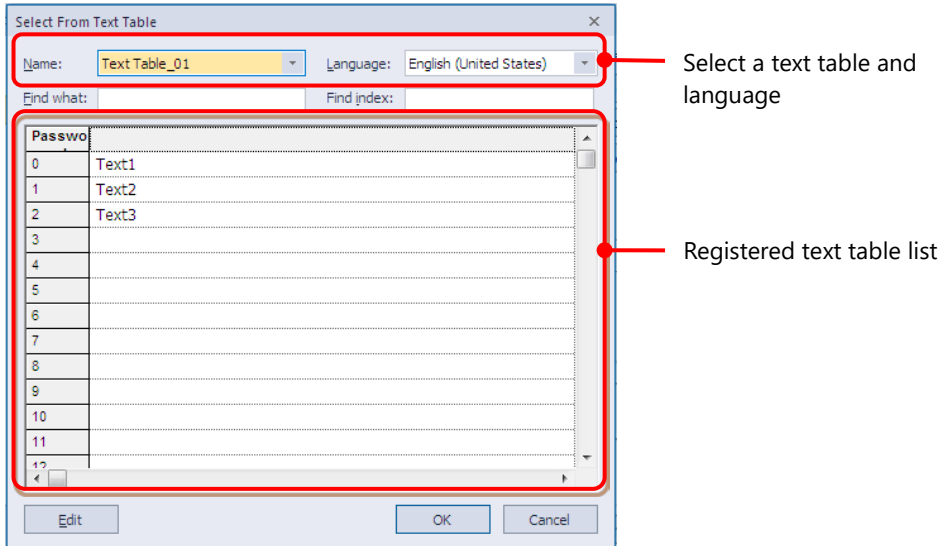 Select From Text Table
Name: Text Table_01 Language: English (United States)
Select a text table and
language
Find what: Find index:
Passwo
0 Text1
1 Text2
2 Text3
3
4
Registered text table list
5
6
7
8
9
10
11
12
Edit OK Cancel